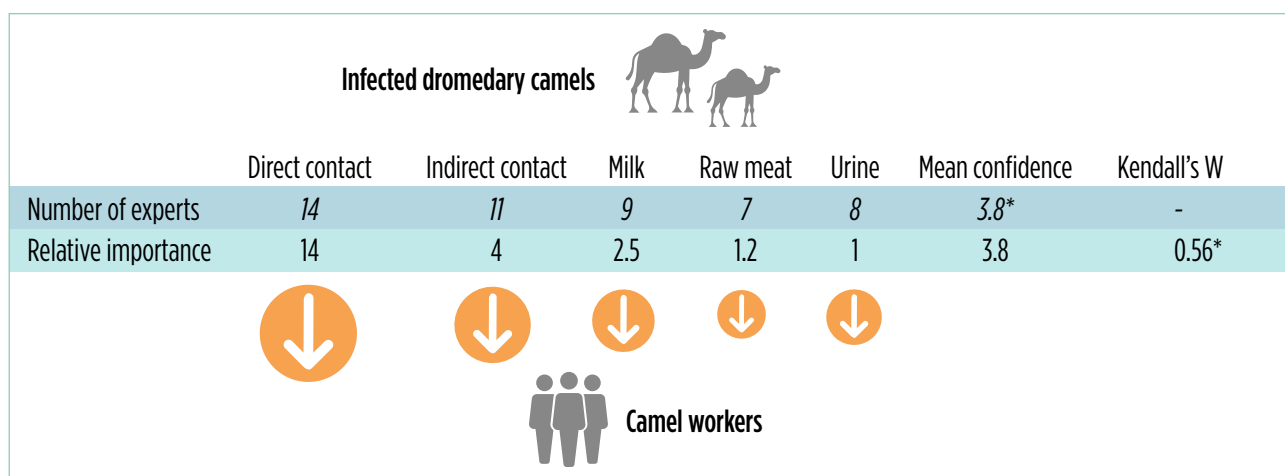 Infected dromedary camels
Direct contact Indirect contact Milk Raw meat Urine Mean confidence Kendall's W
Number of experts 14 11 9 7 8 3.8* -
Relative importance 14 4 2.5 1.2 1 3.8 0.56*
Camel workers